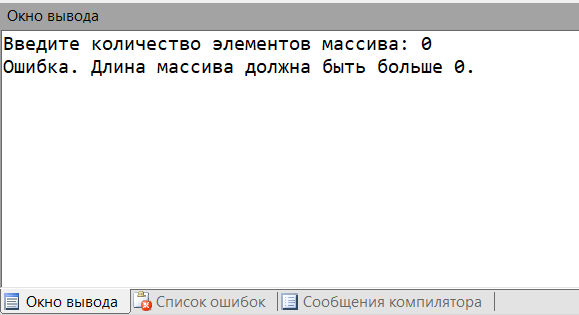 Окно вывода
Введите количество элементов массива: 0
Ошибка. Длина массива должна быть больше 0.
Окно вывода Список ошибок Сообщения компилятора